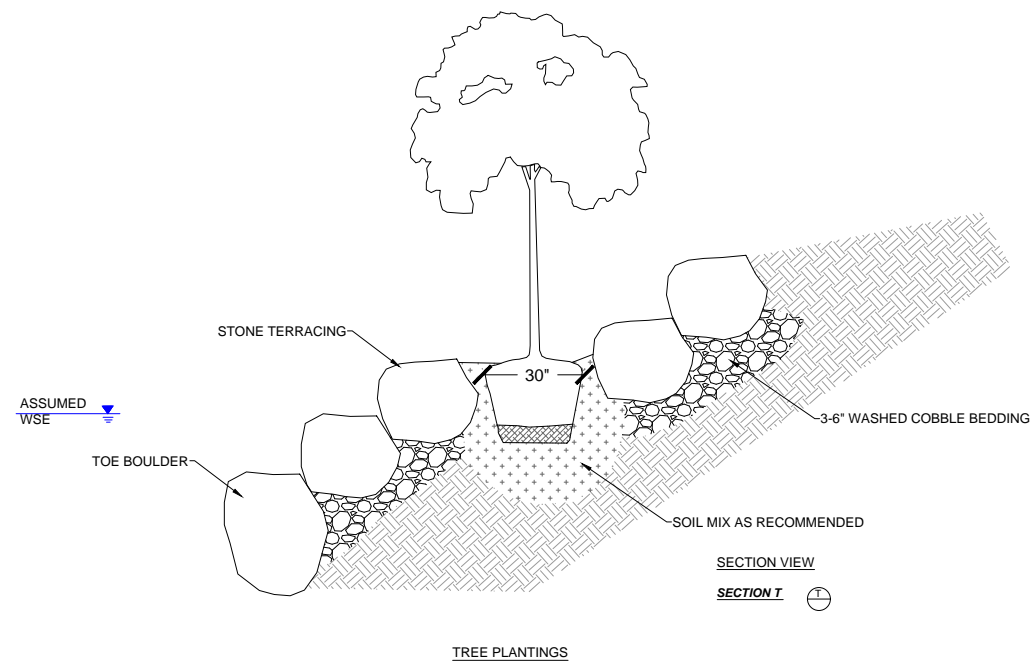 30"
STONE TERRACING
ASSUMED
WSE
3-6" WASHED COBBLE BEDDING
TOE BOULDER
SOIL MIX AS RECOMMENDED
SECTION VIEW
SECTION T
T
TREE PLANTINGS